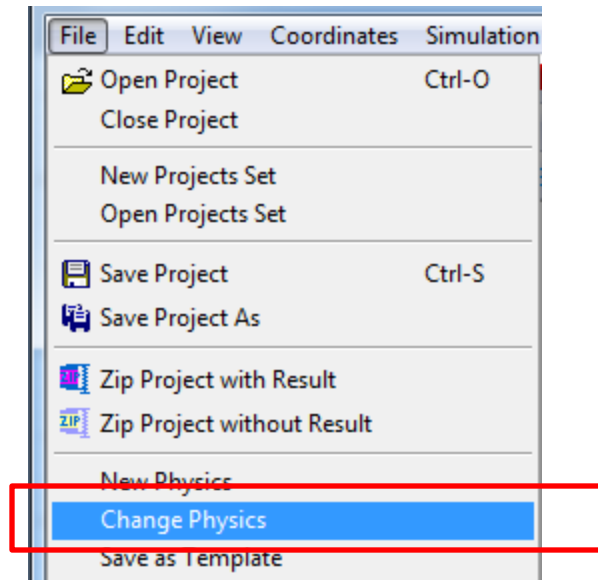 File Edit View Coordinates Simulation
Open Project Ctrl-O
Close Project
New Projects Set
Open Projects Set
Save Project Ctrl-S
Save Project As
Zip Project with Result
ZIP Zip Project without Result
New Physics
Change Physics
Save as Template